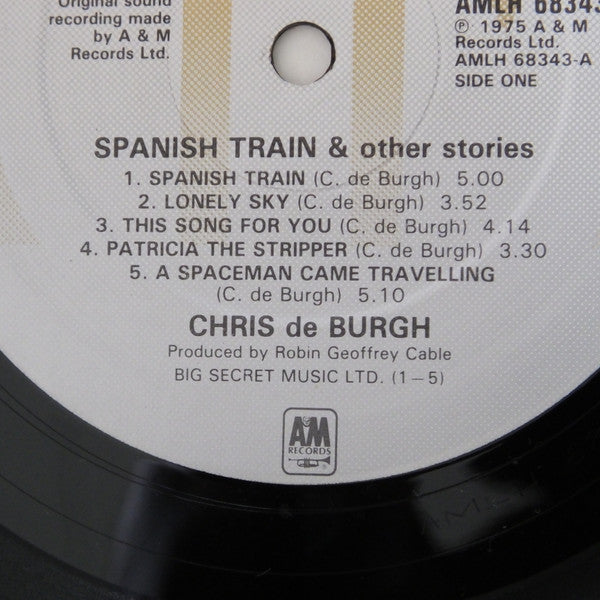 Original sound
recording made
by A & M
Records Ltd.
AMLH 68343
℗ 1975 A & M
Records Ltd.
AMLH 68343-A
SIDE ONE
SPANISH TRAIN & other stories
1. SPANISH TRAIN (C. de Burgh) 5.00
2. LONELY SKY (C. de Burgh) 3.52
3. THIS SONG FOR YOU (C. de Burgh) 4.14
4. PATRICIA THE STRIPPER (C. de Burgh) 3.30
5. A SPACEMAN CAME TRAVELLING
(C. de Burgh) 5.10
CHRIS de BURGH
Produced by Robin Geoffrey Cable
BIG SECRET MUSIC LTD. (1–5)
A&M
RECORDS
AMLH